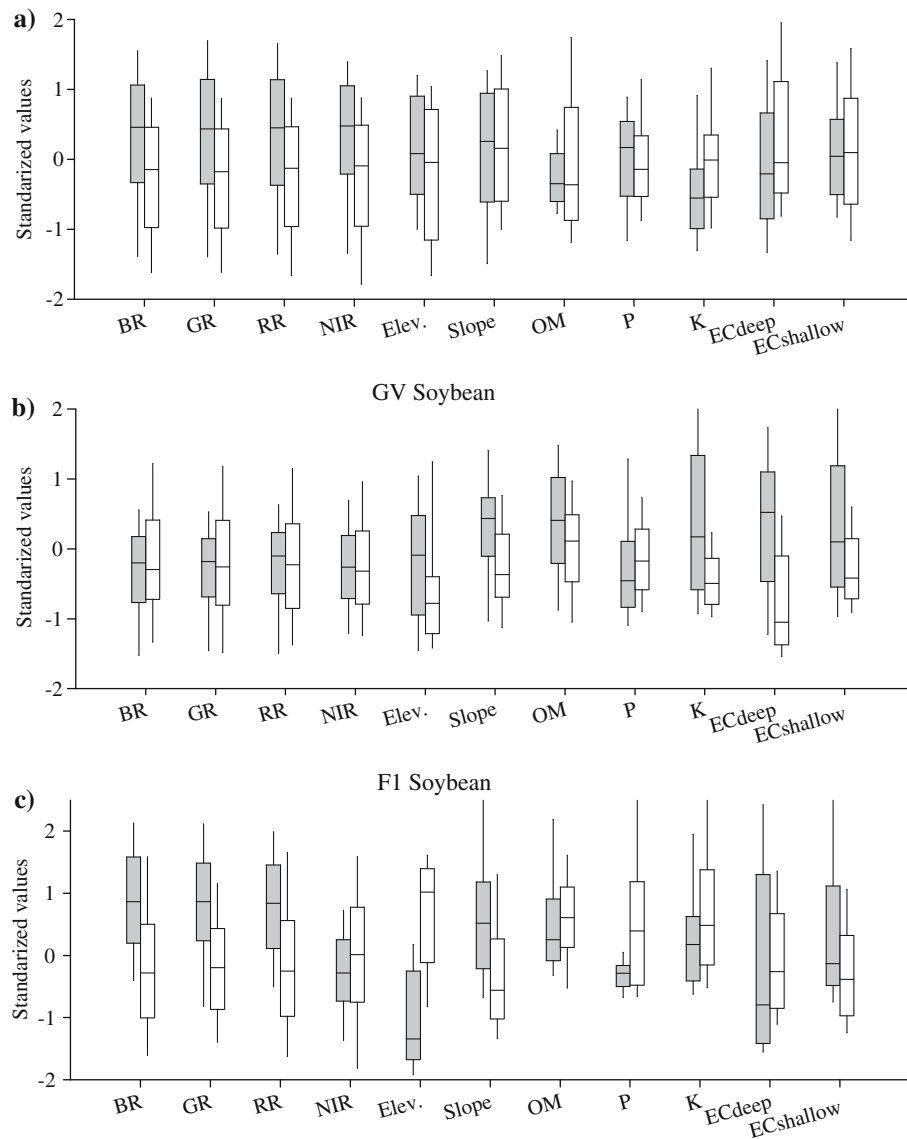 a)
2
1
0
-1
-2
Standarized values
BR GR RR NIR Elev. Slope OM P K ECdeep ECshallow
GV Soybean
b)
2
1
0
-1
-2
Standarized values
BR GR RR NIR Elev. Slope OM P K ECdeep ECshallow
F1 Soybean
c)
2
1
0
-1
-2
Standarized values
BR GR RR NIR Elev. Slope OM P K ECdeep ECshallow